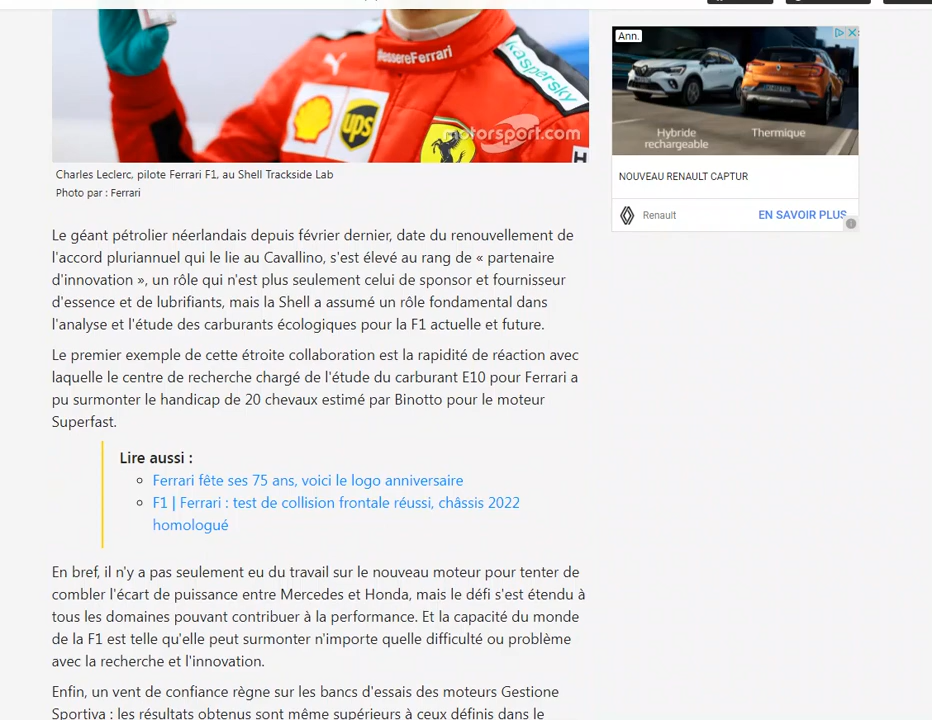 #essereFerrari
kaspersky
ups
motorsport.com
H
Charles Leclerc, pilote Ferrari F1, au Shell Trackside Lab
Photo par : Ferrari
Le géant pétrolier néerlandais depuis février dernier, date du renouvellement de
l'accord pluriannuel qui le lie au Cavallino, s'est élevé au rang de « partenaire
d'innovation », un rôle qui n'est plus seulement celui de sponsor et fournisseur
d'essence et de lubrifiants, mais la Shell a assumé un rôle fondamental dans
l'analyse et l'étude des carburants écologiques pour la F1 actuelle et future.
Le premier exemple de cette étroite collaboration est la rapidité de réaction avec
laquelle le centre de recherche chargé de l'étude du carburant E10 pour Ferrari a
pu surmonter le handicap de 20 chevaux estimé par Binotto pour le moteur
Superfast.
Lire aussi :
Ferrari fête ses 75 ans, voici le logo anniversaire
F1 | Ferrari : test de collision frontale réussi, châssis 2022
homologué
En bref, il n'y a pas seulement eu du travail sur le nouveau moteur pour tenter de
combler l'écart de puissance entre Mercedes et Honda, mais le défi s'est étendu à
tous les domaines pouvant contribuer à la performance. Et la capacité du monde
de la F1 est telle qu'elle peut surmonter n'importe quelle difficulté ou problème
avec la recherche et l'innovation.
Enfin, un vent de confiance règne sur les bancs d'essais des moteurs Gestione
Sportiva : les résultats obtenus sont même supérieurs à ceux définis dans le
Ann.
Hybride
rechargeable
Thermique
NOUVEAU RENAULT CAPTUR
Renault
EN SAVOIR PLUS